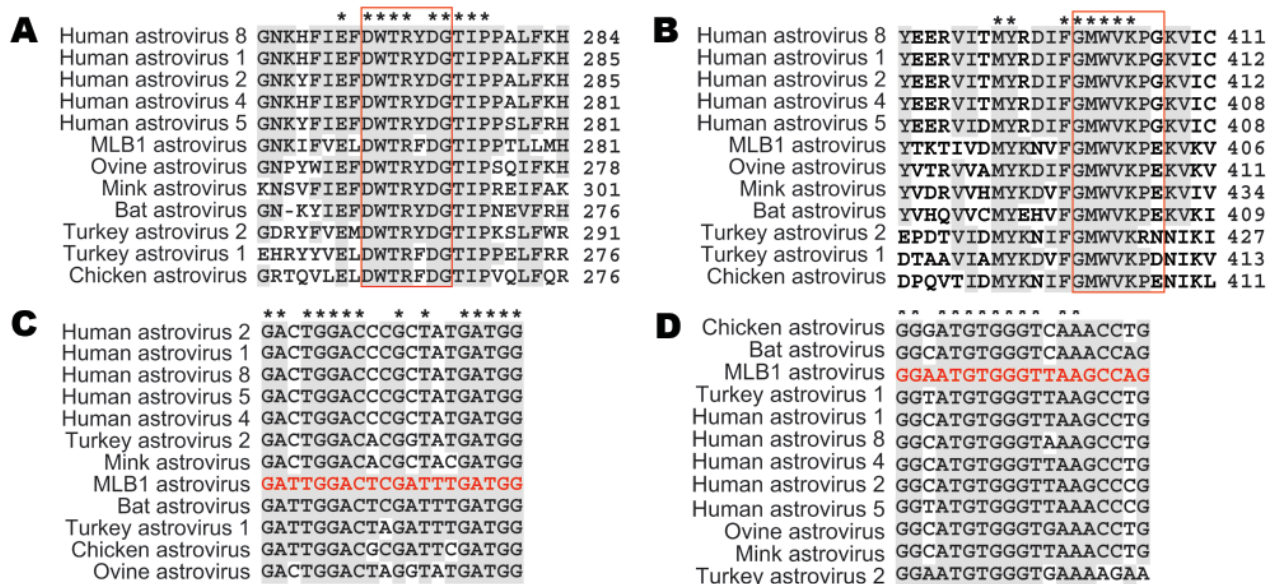 * **** *****
A
Human astrovirus 8 GNKHFIEFDWTRYDGTIPPALFKH 284
Human astrovirus 1 GNKHFIEFDWTRYDGTIPPALFKH 285
Human astrovirus 2 GNKYFIEFDWTRYDGTIPPALFKH 285
Human astrovirus 4 GNKHFIEFDWTRYDGTIPPALFKH 281
Human astrovirus 5 GNKYFIEFDWTRYDGTIPPSLFRH 281
MLB1 astrovirus GNKIFVELDWTRFDGTIPPTLLMH 281
Ovine astrovirus GNPYWIEFDWTRYDGTIPSQIFKH 278
Mink astrovirus KNSVFIEFDWTRYDGTIPREIFAK 301
Bat astrovirus GN-KYIEFDWTRYDGTIPNEVFRH 276
Turkey astrovirus 2 GDRYFVEMDWTRYDGTIPKSLFWR 291
Turkey astrovirus 1 EHRYYVELDWTRFDGTIPPELFKR 276
Chicken astrovirus GRTQVLELDWTRFDGTIPVQLFQR 276
** ******
B
Human astrovirus 8 YEERVITMYRDIFGMWVKPGKVIC 411
Human astrovirus 1 YEERVITMYRDIFGMWVKPGKVIC 412
Human astrovirus 2 YEERVITMYRDIFGMWVKPGKVIC 412
Human astrovirus 4 YEERVITMYRDIFGMWVKPGKVIC 408
Human astrovirus 5 YEERVIDMYRDIFGMWVKPGKVIC 408
MLB1 astrovirus YTKTIVDMYKNVFGMWVKPEKVKV 406
Ovine astrovirus YVTRVVAMYKDIFGMWVKPEKVKV 411
Mink astrovirus YVDRVVHMYKDVFGMWVKPEKVIV 434
Bat astrovirus YVHQVVCMYEHVFGMWVKPEKVKI 409
Turkey astrovirus 2 EPDTVIDMYKNIFGMWVKRNNIKI 427
Turkey astrovirus 1 DTAAVIAMYKDVFGMWVKPDNIKV 413
Chicken astrovirus DPQVTIDMYKNIFGMWVKPENIKL 411
** ***** * * *****
C
Human astrovirus 2 GACTGGACCCGCTATGATGG
Human astrovirus 1 GACTGGACCCGCTATGATGG
Human astrovirus 8 GACTGGACCCGCTATGATGG
Human astrovirus 5 GACTGGACCCGCTATGATGG
Human astrovirus 4 GACTGGACCCGCTATGATGG
Turkey astrovirus 2 GACTGGACACGGTATGATGG
Mink astrovirus GACTGGACACGCTACGATGG
MLB1 astrovirus GATTGGACTCGATTTGATGG
Bat astrovirus GATTGGACTCGATTTGATGG
Turkey astrovirus 1 GATTGGACTAGATTTGATGG
Chicken astrovirus GATTGGACGCGATTCGATGG
Ovine astrovirus GACTGGACTAGGTATGATGG
** ******** **
D
Chicken astrovirus GGGATGTGGGTCAAACCTG
Bat astrovirus GGCATGTGGGTCAAACCAG
MLB1 astrovirus GGAATGTGGGTTAAGCCAG
Turkey astrovirus 1 GGTATGTGGGTTAAGCCTG
Human astrovirus 1 GGCATGTGGGTTAAGCCTG
Human astrovirus 8 GGCATGTGGGTAAAGCCTG
Human astrovirus 4 GGCATGTGGGTTAAGCCTG
Human astrovirus 2 GGCATGTGGGTTAAGCCCG
Human astrovirus 5 GGTATGTGGGTTAAACCTG
Ovine astrovirus GGCATGTGGGTGAAACCTG
Mink astrovirus GGCATGTGGGTTAAACCTG
Turkey astrovirus 2 GGAATGTGGGTGAAAAGAA